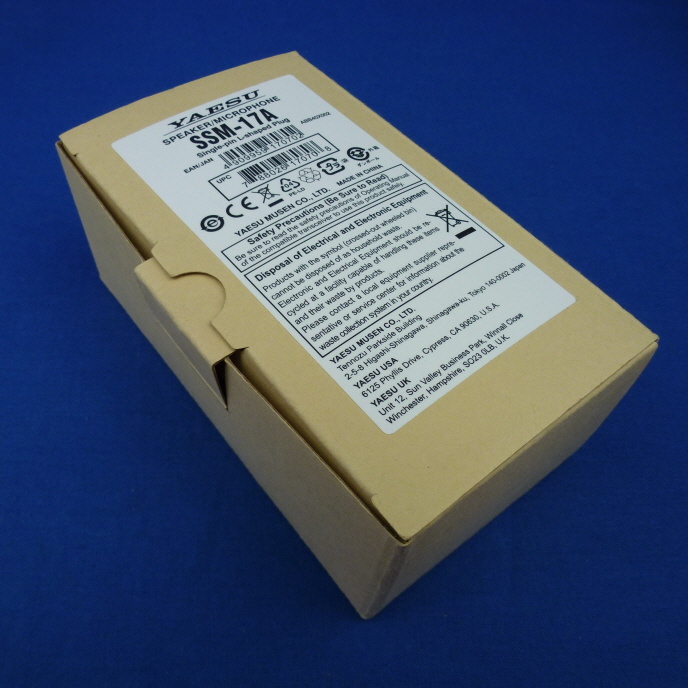 YAESU
SPEAKER/MICROPHONE
SSM-17A
Single-pin L-shaped Plug
EAN/JAN
4 909959 170702
UPC
04
PE-LD
MADE IN CHINA
YAESU MUSEN CO., LTD.
Safety Precautions (Be Sure to Read)
Be sure to read the safety precautions of Operating Manual
of the compatible transceiver to use this product safely.
Disposal of Electrical and Electronic Equipment
Products with the symbol (crossed-out wheeled bin)
cannot be disposed as household waste.
Electronic and Electrical Equipment should be re-
cycled at a facility capable of handling these items
and their waste by products.
Please contact a local equipment supplier repre-
sentative or service center for information about the
waste collection system in your country.
YAESU MUSEN CO., LTD.
Tennozu Parkside Building
2-5-8 Higashi-Shinagawa, Shinagawa-ku, Tokyo 140-0002 Japan
YAESU USA
6125 Phyllis Drive, Cypress, CA 90630, U.S.A.
YAESU UK
Unit 12, Sun Valley Business Park, Winnall Close
Winchester, Hampshire, SO23 0LB, U.K.